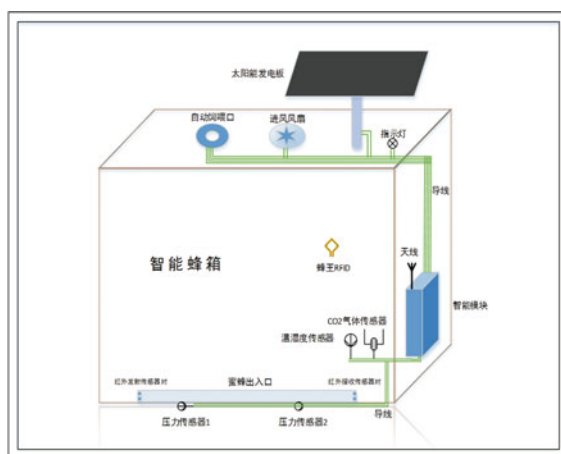 太阳能发电板
自动饲喂口
进风风扇
指示灯
导线
天线
智能蜂箱
蜂王RFID
智能模块
CO2气体传感器
温湿度传感器
红外发射传感器对
蜜蜂出入口
红外接收传感器对
压力传感器1
压力传感器2
导线